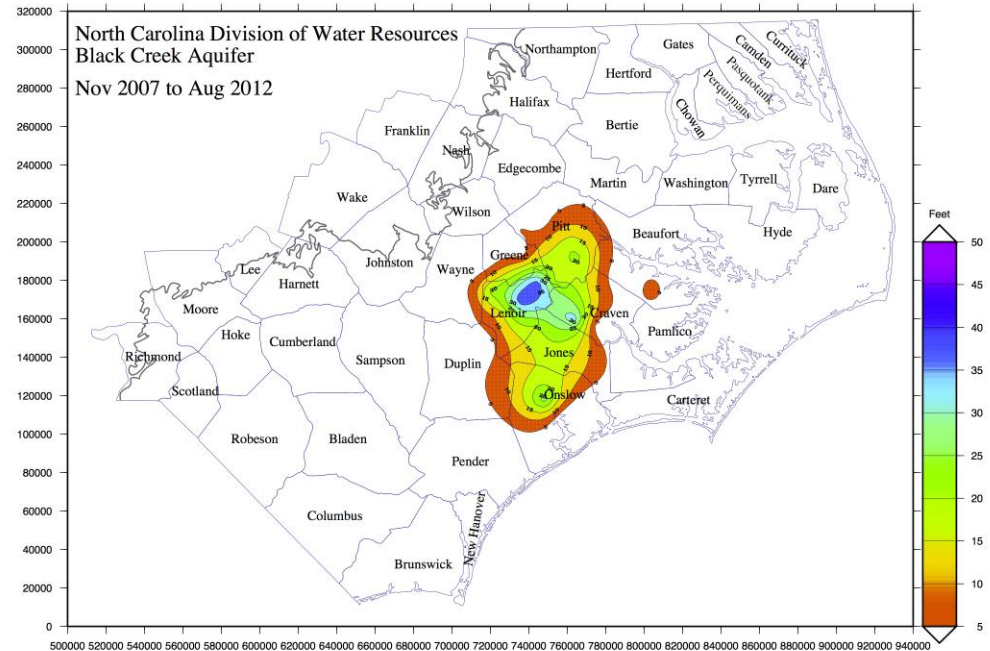 North Carolina Division of Water Resources
Black Creek Aquifer
Nov 2007 to Aug 2012
320000
300000
280000
260000
240000
220000
200000
180000
160000
140000
120000
100000
80000
60000
40000
20000
0
Northampton
Gates
Camden
Currituck
Hertford
Pasquotank
Perquimans
Halifax
Chowan
Franklin
Nash
Bertie
Edgecombe
Martin
Washington
Tyrrell
Dare
Wake
Wilson
Pitt
Beaufort
Hyde
Greene
Johnston
Wayne
Lee
Harnett
Moore
Lenoir
Craven
Pamlico
Hoke
Cumberland
Richmond
Sampson
Duplin
Jones
Scotland
Onslow
Carteret
Robeson
Bladen
Pender
Columbus
New Hanover
Brunswick
500000 520000 540000 560000 580000 600000 620000 640000 660000 680000 700000 720000 740000 760000 780000 800000 820000 840000 860000 880000 900000 920000 940000
Feet
50
45
40
35
30
25
20
15
10
5